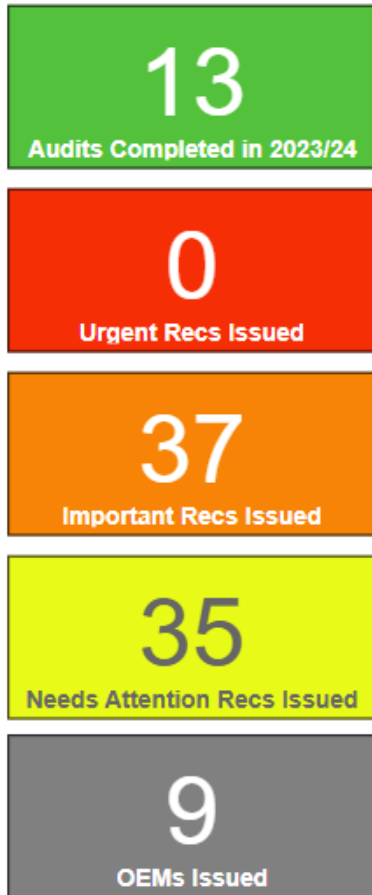 13
Audits Completed in 2023/24
0
Urgent Recs Issued
37
Important Recs Issued
35
Needs Attention Recs Issued
9
OEMs Issued